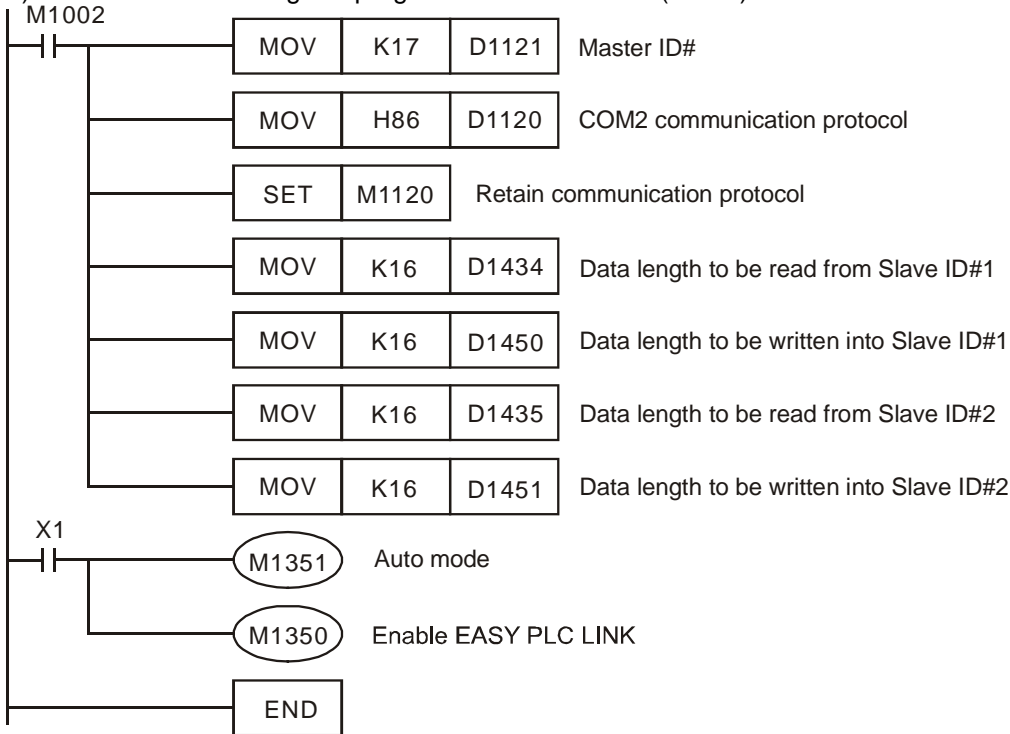 M1002
MOV K17 D1121 Master ID#
MOV H86 D1120 COM2 communication protocol
SET M1120 Retain communication protocol
MOV K16 D1434 Data length to be read from Slave ID#1
MOV K16 D1450 Data length to be written into Slave ID#1
MOV K16 D1435 Data length to be read from Slave ID#2
MOV K16 D1451 Data length to be written into Slave ID#2
X1
M1351 Auto mode
M1350 Enable EASY PLC LINK
END